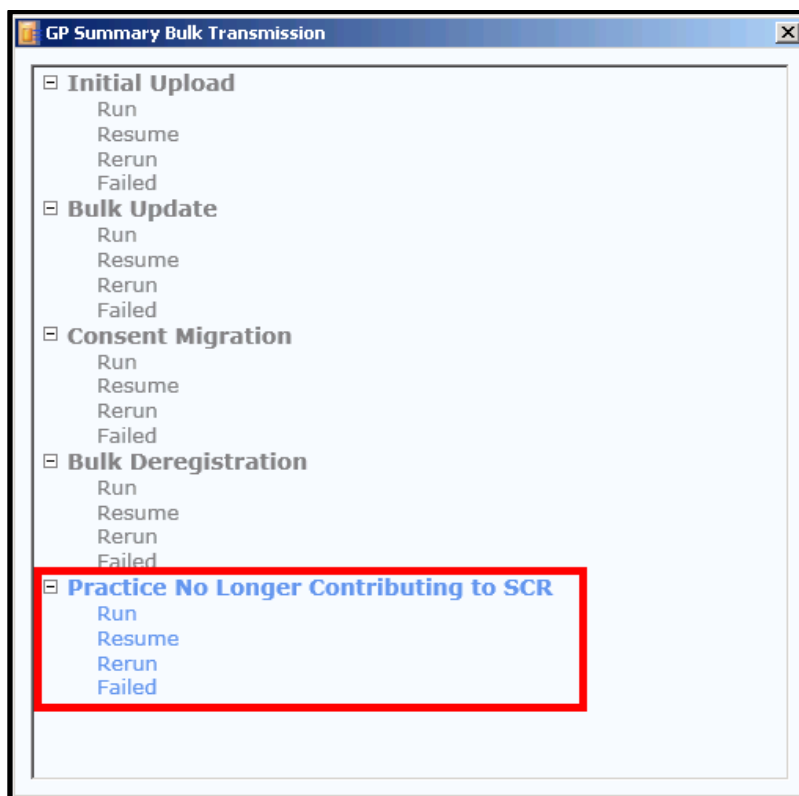 GP Summary Bulk Transmission
Initial Upload
Run
Resume
Rerun
Failed
Bulk Update
Run
Resume
Rerun
Failed
Consent Migration
Run
Resume
Rerun
Failed
Bulk Deregistration
Run
Resume
Rerun
Failed
Practice No Longer Contributing to SCR
Run
Resume
Rerun
Failed